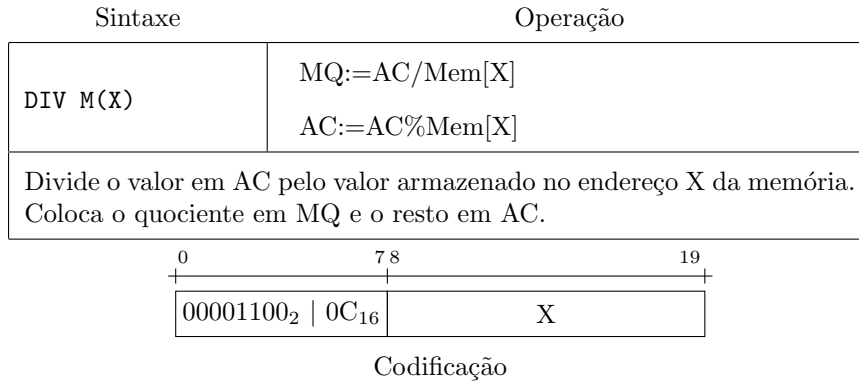 Sintaxe Operação
DIV M(X)
MQ:=AC/Mem[X]
AC:=AC%Mem[X]
Divide o valor em AC pelo valor armazenado no endereço X da memória.
Coloca o quociente em MQ e o resto em AC.
0 7 8 19
00001100₂ | 0C₁₆ X
Codificação